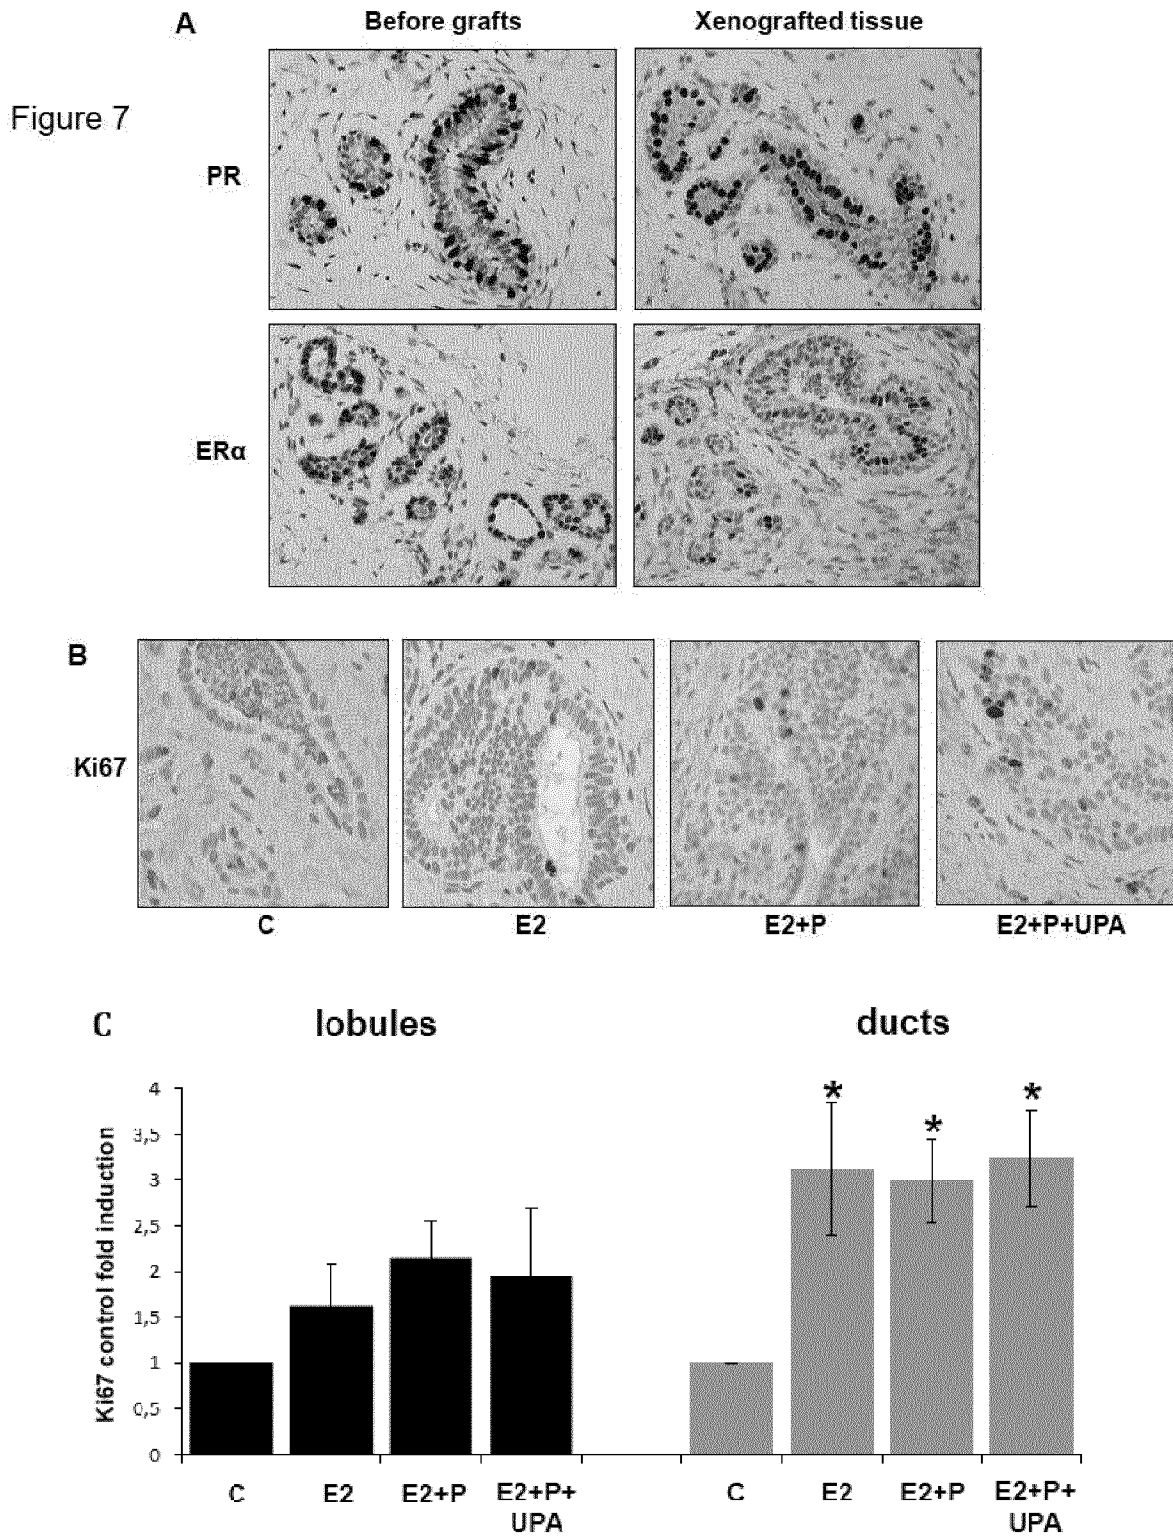 A
Before grafts
Xenografted tissue
Figure 7
PR
ERα
B
Ki67
C
E2
E2+P
E2+P+UPA
C
lobules
ducts
Ki67 control fold induction
4
3,5
3
2,5
2
1,5
1
0,5
0
*
*
*
C
E2
E2+P
E2+P+
UPA
C
E2
E2+P
E2+P+
UPA